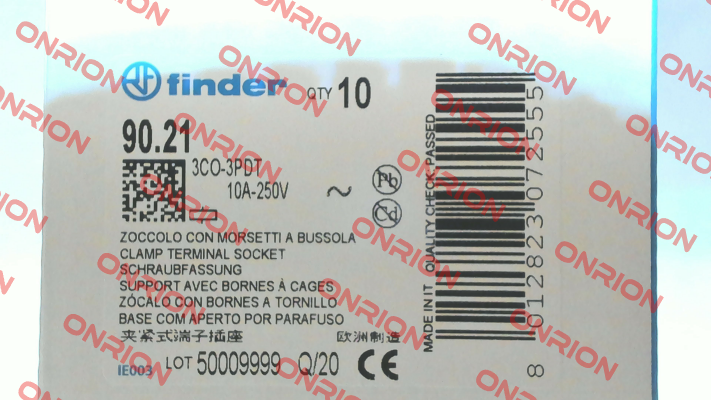 finder
QTY 10
90.21
3CO-3PDT
10A-250V ~
Pb
Cd
ZOCCOLO CON MORSETTI A BUSSOLA
CLAMP TERMINAL SOCKET
SCHRAUBFASSUNG
SUPPORT AVEC BORNES À CAGES
ZÓCALO CON BORNES A TORNILLO
BASE COM APERTO POR PARAFUSO
夹紧式端子插座 欧洲制造
IE003
LOT 50009999 Q/20 CE
MADE IN IT QUALITY CHECK PASSED
8 012823 072555
ONRION